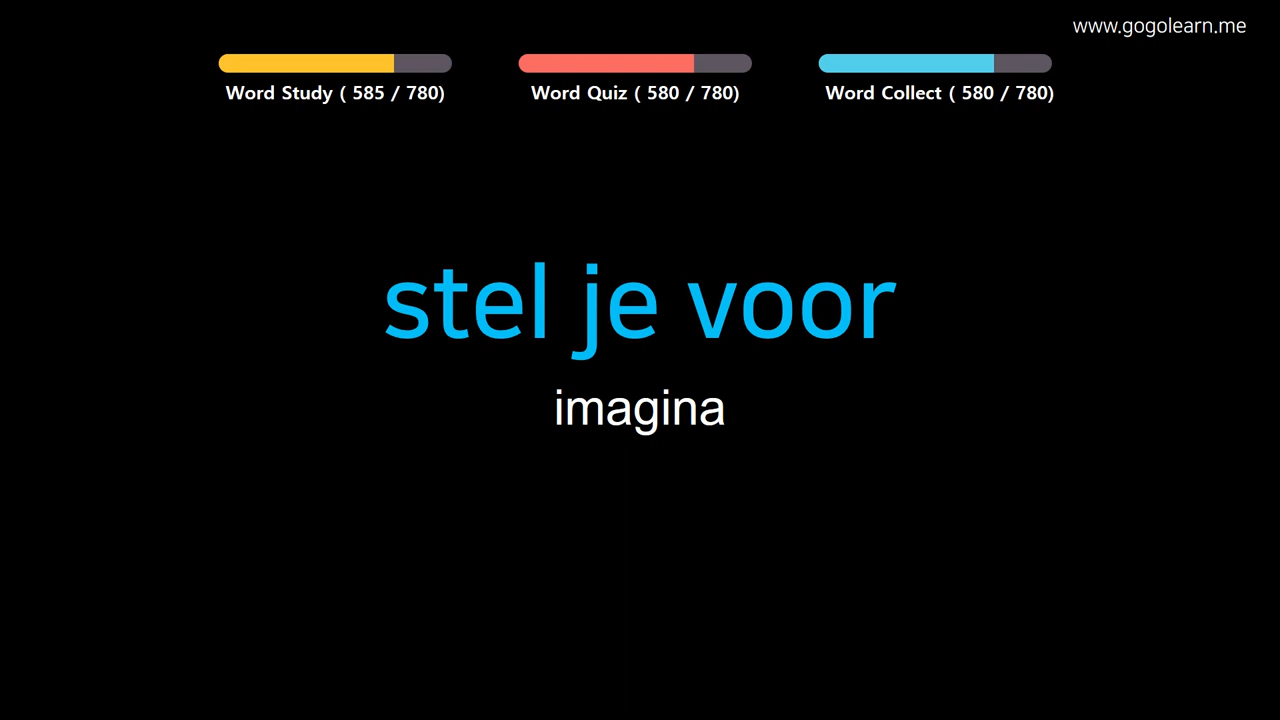 www.gogolearn.me
Word Study ( 585 / 780)
Word Quiz ( 580 / 780)
Word Collect ( 580 / 780)
stel je voor
imagina